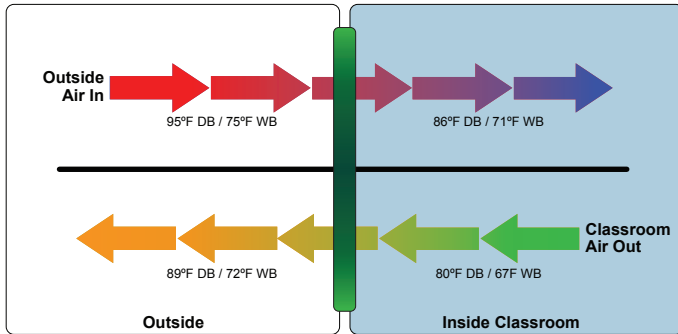 Outside
Air In
95ºF DB / 75ºF WB
86ºF DB / 71ºF WB
Classroom
Air Out
89ºF DB / 72ºF WB
80ºF DB / 67F WB
Outside
Inside Classroom